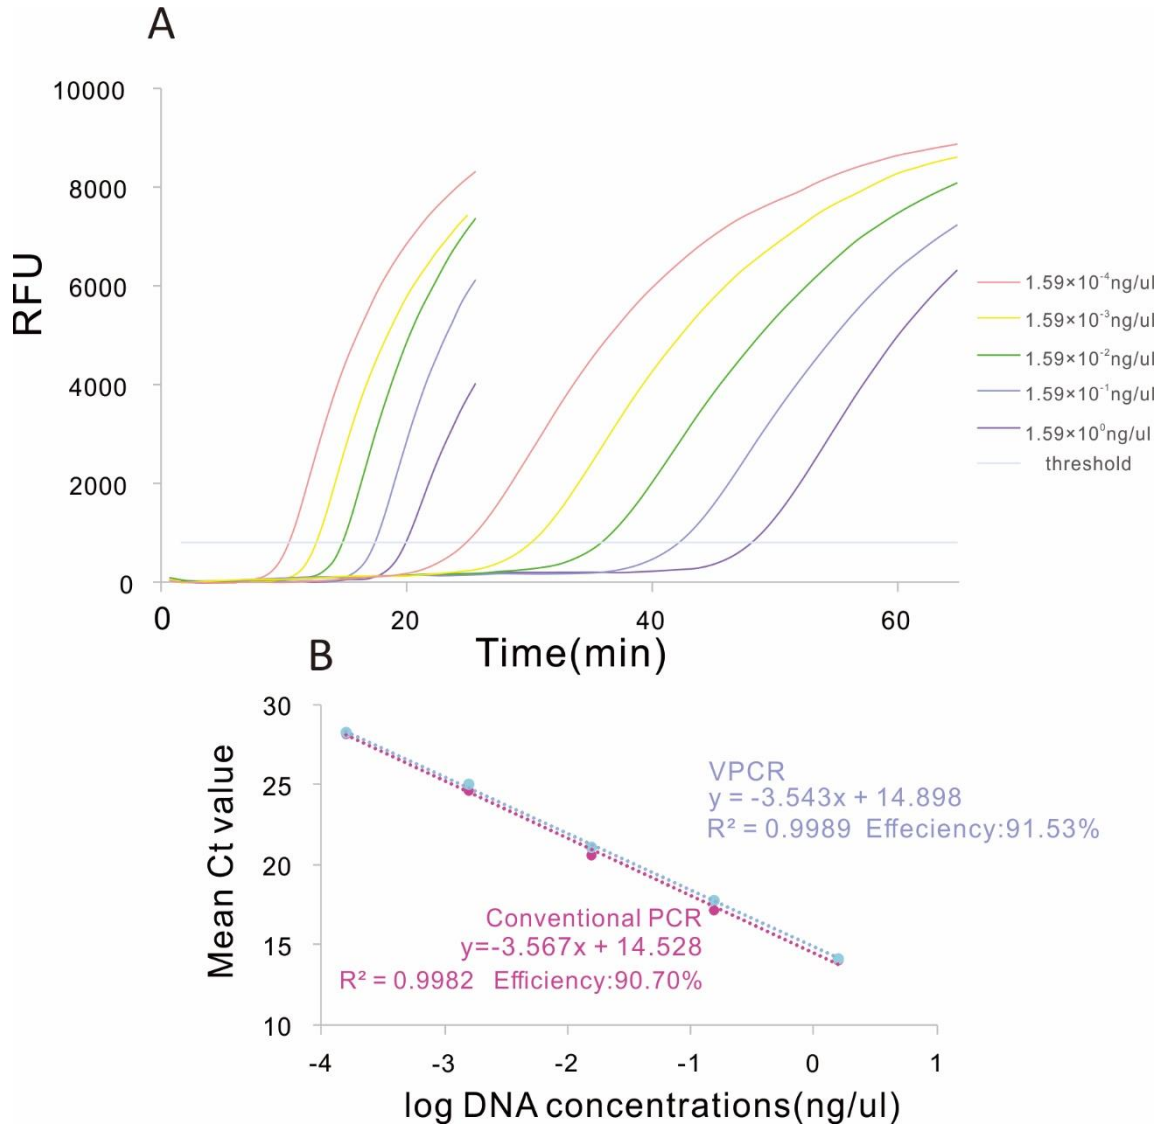 A
10000
8000
6000
4000
2000
0
RFU
0 20 40 60
Time(min)
1.59×10⁻⁴ng/ul
1.59×10⁻³ng/ul
1.59×10⁻²ng/ul
1.59×10⁻¹ng/ul
1.59×10⁰ng/ul
threshold
B
30
25
20
15
10
Mean Ct value
VPCR
y = -3.543x + 14.898
R² = 0.9989 Effeciency:91.53%
Conventional PCR
y=-3.567x + 14.528
R² = 0.9982 Efficiency:90.70%
-4 -3 -2 -1 0 1
log DNA concentrations(ng/ul)